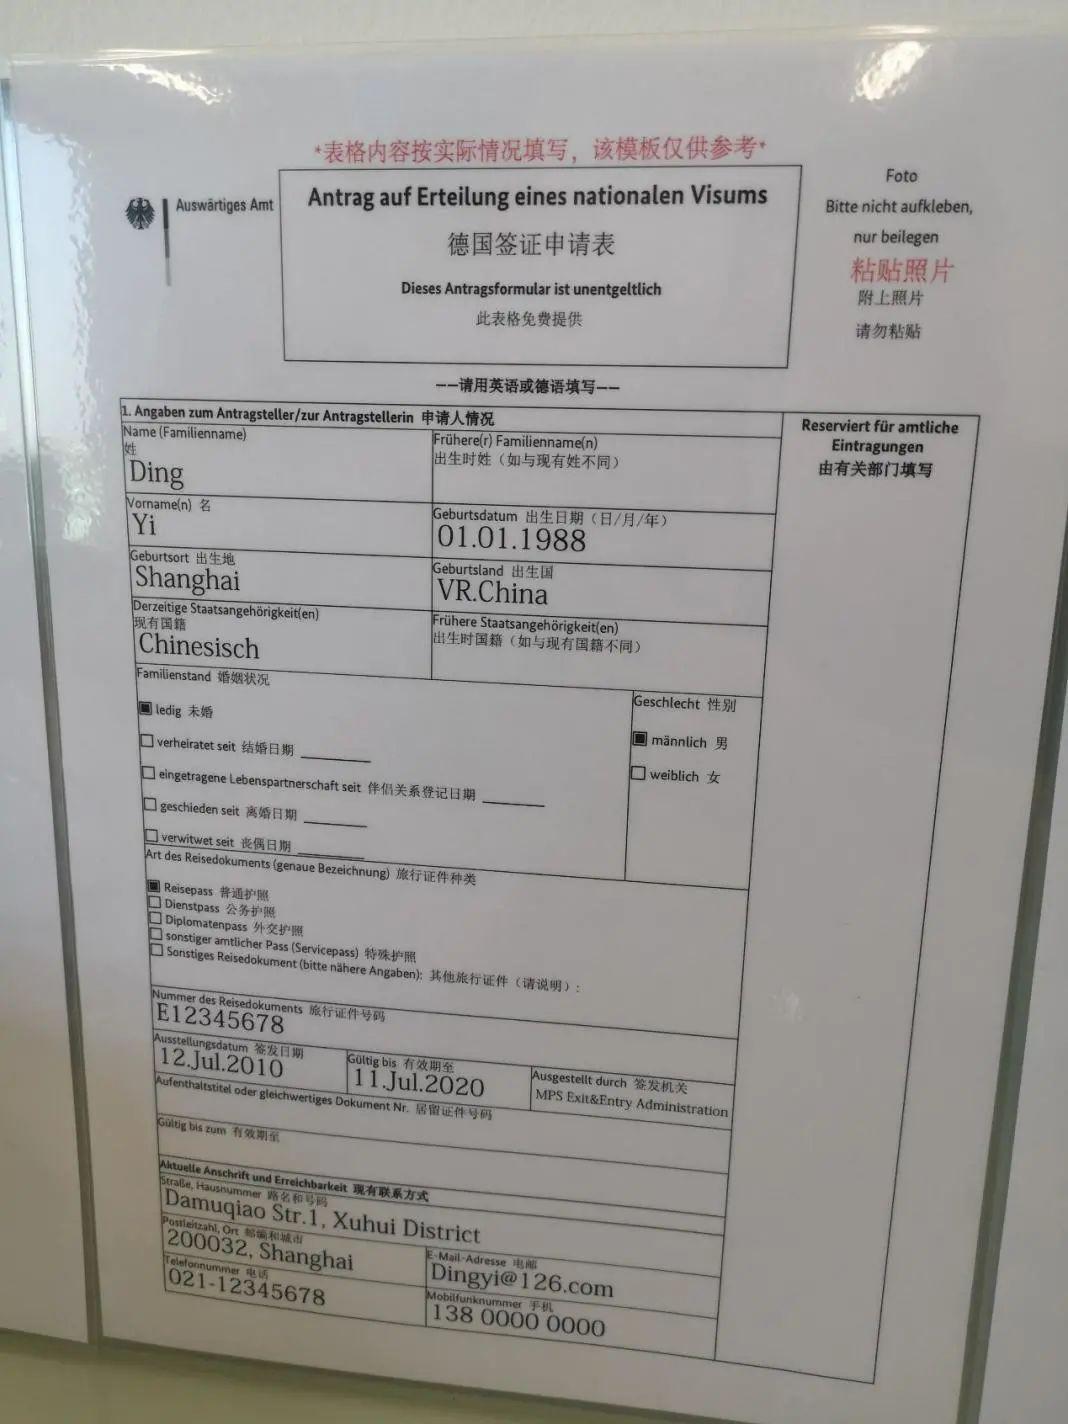 *表格内容按实际情况填写，该模板仅供参考*
Auswärtiges Amt
Antrag auf Erteilung eines nationalen Visums
德国签证申请表
Dieses Antragsformular ist unentgeltlich
此表格免费提供
Foto
Bitte nicht aufkleben,
nur beilegen
粘贴照片
附上照片
请勿粘贴
——请用英语或德语填写——
1. Angaben zum Antragsteller/zur Antragstellerin 申请人情况
Reserviert für amtliche
Eintragungen
由有关部门填写
Name (Familienname)
姓
Ding
Frühere(r) Familienname(n)
出生时姓（如与现有姓不同）
Vorname(n) 名
Yi
Geburtsdatum 出生日期（日/月/年）
01.01.1988
Geburtsort 出生地
Shanghai
Geburtsland 出生国
VR.China
Derzeitige Staatsangehörigkeit(en)
现有国籍
Chinesisch
Frühere Staatsangehörigkeit(en)
出生时国籍（如与现有国籍不同）
Familienstand 婚姻状况
ledig 未婚
verheiratet seit 结婚日期
eingetragene Lebenspartnerschaft seit 伴侣关系登记日期
geschieden seit 离婚日期
verwitwet seit 丧偶日期
Geschlecht 性别
männlich 男
weiblich 女
Art des Reisedokuments (genaue Bezeichnung) 旅行证件种类
Reisepass 普通护照
Dienstpass 公务护照
Diplomatenpass 外交护照
sonstiger amtlicher Pass (Servicepass) 特殊护照
Sonstiges Reisedokument (bitte nähere Angaben): 其他旅行证件（请说明）:
Nummer des Reisedokuments 旅行证件号码
E12345678
Ausstellungsdatum 签发日期
12.Jul.2010
Gültig bis 有效期至
11.Jul.2020
Ausgestellt durch 签发机关
MPS Exit&Entry Administration
Aufenthaltstitel oder gleichwertiges Dokument Nr. 居留证件号码
Gültig bis zum 有效期至
Aktuelle Anschrift und Erreichbarkeit 现有联系方式
Straße, Hausnummer 路名和号码
Damuqiao Str.1, Xuhui District
Postleitzahl, Ort 邮编和城市
200032, Shanghai
E-Mail-Adresse 电邮
Dingyi@126.com
Telefonnummer 电话
021-12345678
Mobilfunknummer 手机
138 0000 0000